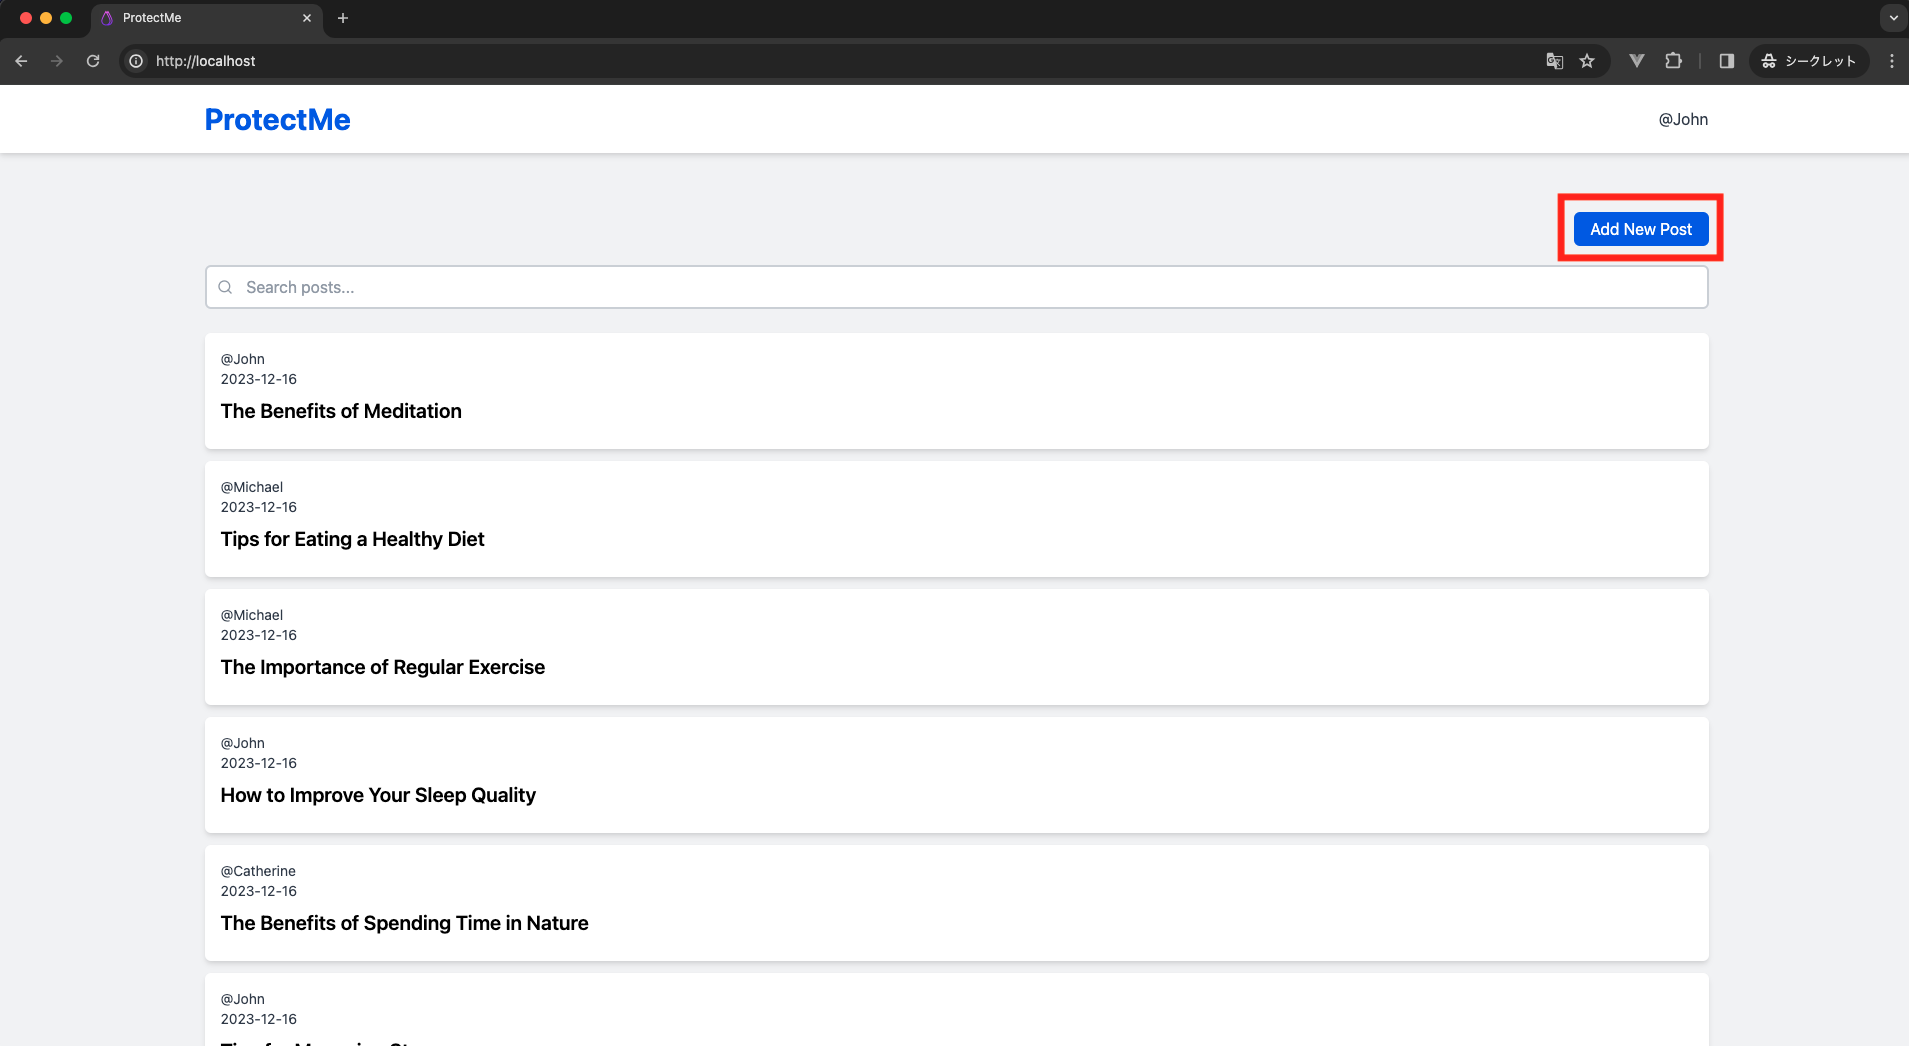 ProtectMe
http://localhost
シークレット
ProtectMe
@John
Add New Post
Search posts...
@John
2023-12-16
The Benefits of Meditation
@Michael
2023-12-16
Tips for Eating a Healthy Diet
@Michael
2023-12-16
The Importance of Regular Exercise
@John
2023-12-16
How to Improve Your Sleep Quality
@Catherine
2023-12-16
The Benefits of Spending Time in Nature
@John
2023-12-16